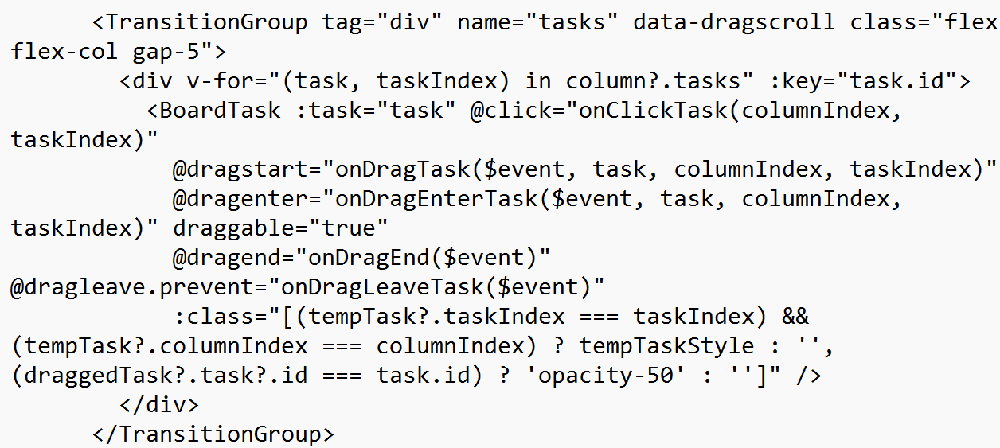 <TransitionGroup tag="div" name="tasks" data-dragscroll class="flex
flex-col gap-5">
<div v-for="(task, taskIndex) in column?.tasks" :key="task.id">
<BoardTask :task="task" @click="onClickTask(columnIndex,
taskIndex)"
@dragstart="onDragTask($event, task, columnIndex, taskIndex)"
@dragenter="onDragEnterTask($event, task, columnIndex,
taskIndex)" draggable="true"
@dragend="onDragEnd($event)"
@dragleave.prevent="onDragLeaveTask($event)"
:class="[(tempTask?.taskIndex === taskIndex) &&
(tempTask?.columnIndex === columnIndex) ? tempTaskStyle : '',
(draggedTask?.task?.id === task.id) ? 'opacity-50' : '']" />
</div>
</TransitionGroup>